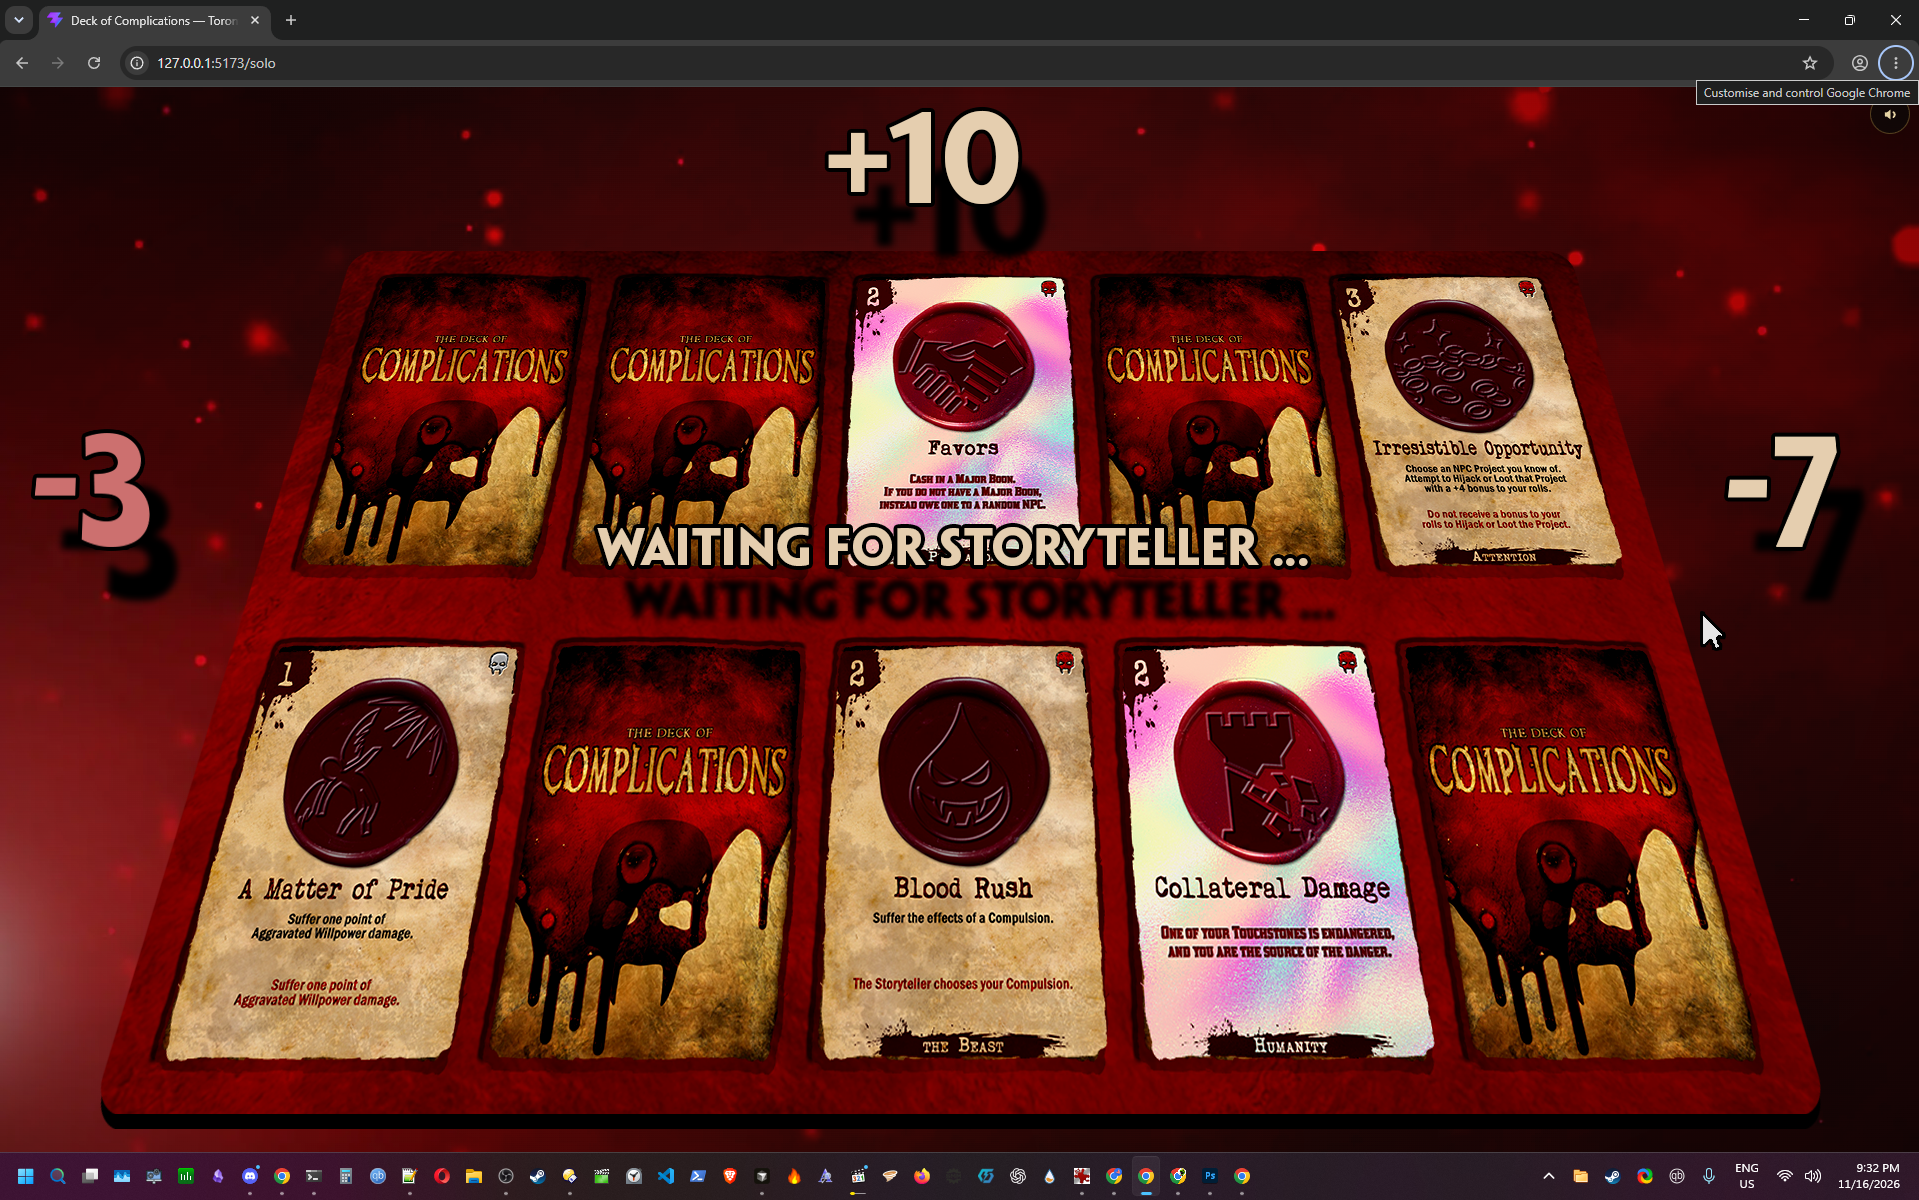 Deck of Complications — Toron
127.0.0.1:5173/solo
Customise and control Google Chrome
+10
-3
-7
THE DECK OF
COMPLICATIONS
THE DECK OF
COMPLICATIONS
2
Favors
CASH IN A MAJOR BOON.
IF YOU DO NOT HAVE A MAJOR BOON,
INSTEAD OWE ONE TO A RANDOM NPC.
THE DECK OF
COMPLICATIONS
3
Irresistible Opportunity
Choose an NPC Project you know of.
Attempt to Hijack or Loot that Project
with a +4 bonus to your rolls.
Do not receive a bonus to your
rolls to Hijack or Loot the Project.
ATTENTION
WAITING FOR STORYTELLER ...
1
A Matter of Pride
Suffer one point of
Aggravated Willpower damage.
Suffer one point of
Aggravated Willpower damage.
THE DECK OF
COMPLICATIONS
2
Blood Rush
Suffer the effects of a Compulsion.
The Storyteller chooses your Compulsion.
THE BEAST
2
Collateral Damage
ONE OF YOUR TOUCHSTONES IS ENDANGERED,
AND YOU ARE THE SOURCE OF THE DANGER.
HUMANITY
THE DECK OF
COMPLICATIONS
ENG
US
9:32 PM
11/16/2026